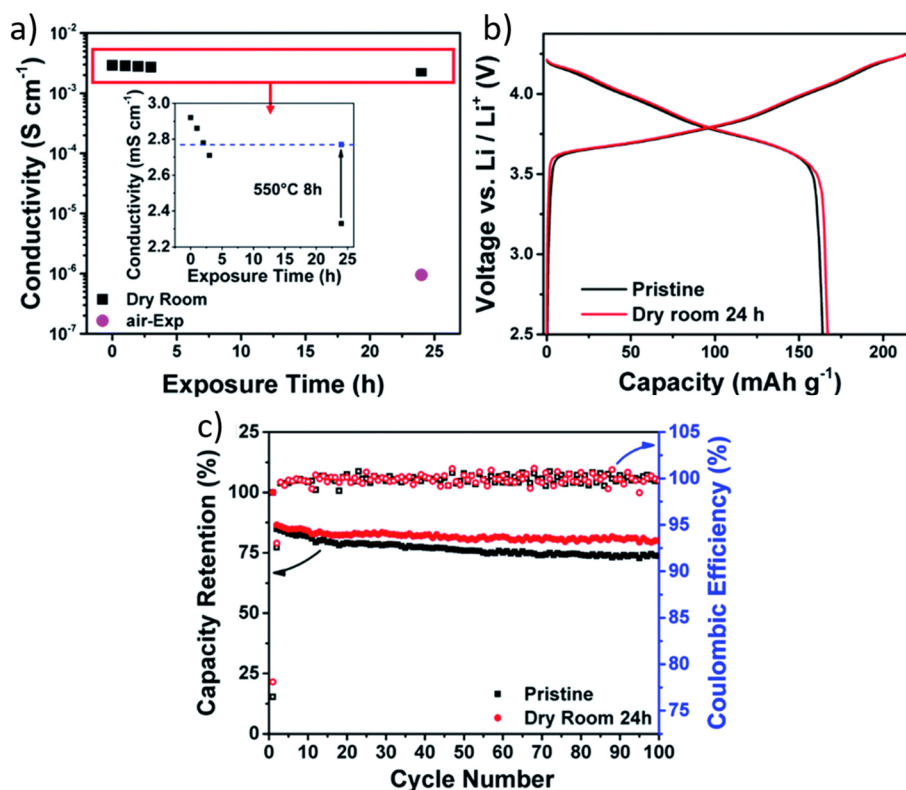 a)
10⁻²
10⁻³
10⁻⁴
10⁻⁵
10⁻⁶
10⁻⁷
Conductivity (S cm⁻¹)
3.0
2.8
2.6
2.4
2.2
Conductivity (mS cm⁻¹)
550°C 8h
0 5 10 15 20 25
Exposure Time (h)
Dry Room
air-Exp
0 5 10 15 20 25
Exposure Time (h)
b)
4.0
3.5
3.0
2.5
Voltage vs. Li / Li⁺ (V)
Pristine
Dry room 24 h
0 50 100 150 200
Capacity (mAh g⁻¹)
c)
25
100
75
50
25
0
Capacity Retention (%)
105
100
95
90
85
80
75
Coulombic Efficiency (%)
Pristine
Dry Room 24h
0 10 20 30 40 50 60 70 80 90 100
Cycle Number